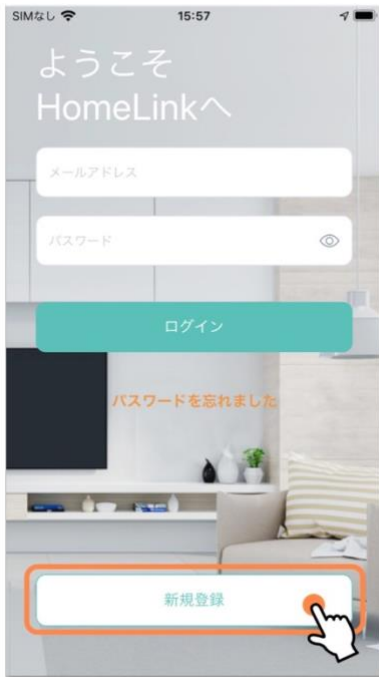 SIMなし 15:57
ようこそ
HomeLinkへ
メールアドレス
パスワード
ログイン
パスワードを忘れました
新規登録